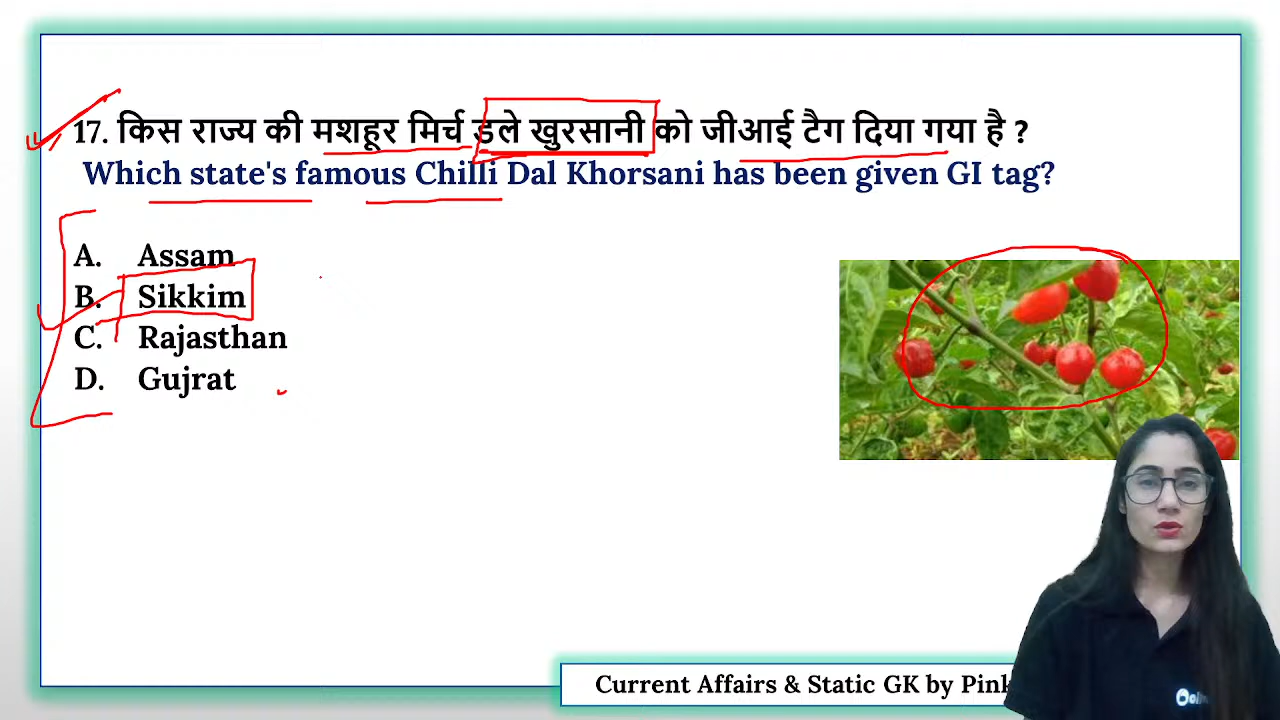 17. किस राज्य की मशहूर मिर्च डले खुरसानी को जीआई टैग दिया गया है ?
Which state's famous Chilli Dal Khorsani has been given GI tag?
A. Assam
B. Sikkim
C. Rajasthan
D. Gujrat
Current Affairs & Static GK by Pink